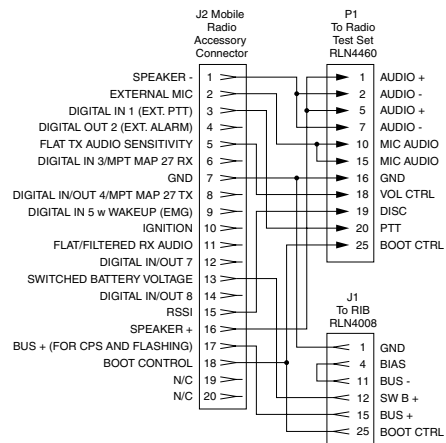 J2 Mobile
Radio
Accessory
Connector
SPEAKER - 1
EXTERNAL MIC 2
DIGITAL IN 1 (EXT. PTT) 3
DIGITAL OUT 2 (EXT. ALARM) 4
FLAT TX AUDIO SENSITIVITY 5
DIGITAL IN 3/MPT MAP 27 RX 6
GND 7
DIGITAL IN/OUT 4/MPT MAP 27 TX 8
DIGITAL IN 5 w WAKEUP (EMG) 9
IGNITION 10
FLAT/FILTERED RX AUDIO 11
DIGITAL IN/OUT 7 12
SWITCHED BATTERY VOLTAGE 13
DIGITAL IN/OUT 8 14
RSSI 15
SPEAKER + 16
BUS + (FOR CPS AND FLASHING) 17
BOOT CONTROL 18
N/C 19
N/C 20
P1
To Radio
Test Set
RLN4460
1 AUDIO +
2 AUDIO -
5 AUDIO +
7 AUDIO -
10 MIC AUDIO
15 MIC AUDIO
16 GND
18 VOL CTRL
19 DISC
20 PTT
25 BOOT CTRL
J1
To RIB
RLN4008
1 GND
4 BIAS
11 BUS -
12 SW B +
15 BUS +
25 BOOT CTRL